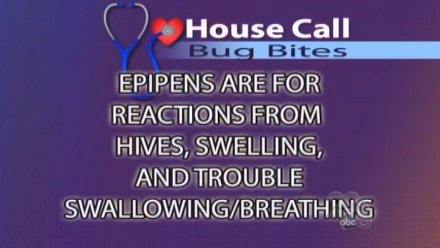 House Call
Bug Bites
EPIPENS ARE FOR
REACTIONS FROM
HIVES, SWELLING,
AND TROUBLE
SWALLOWING/BREATHING
abc